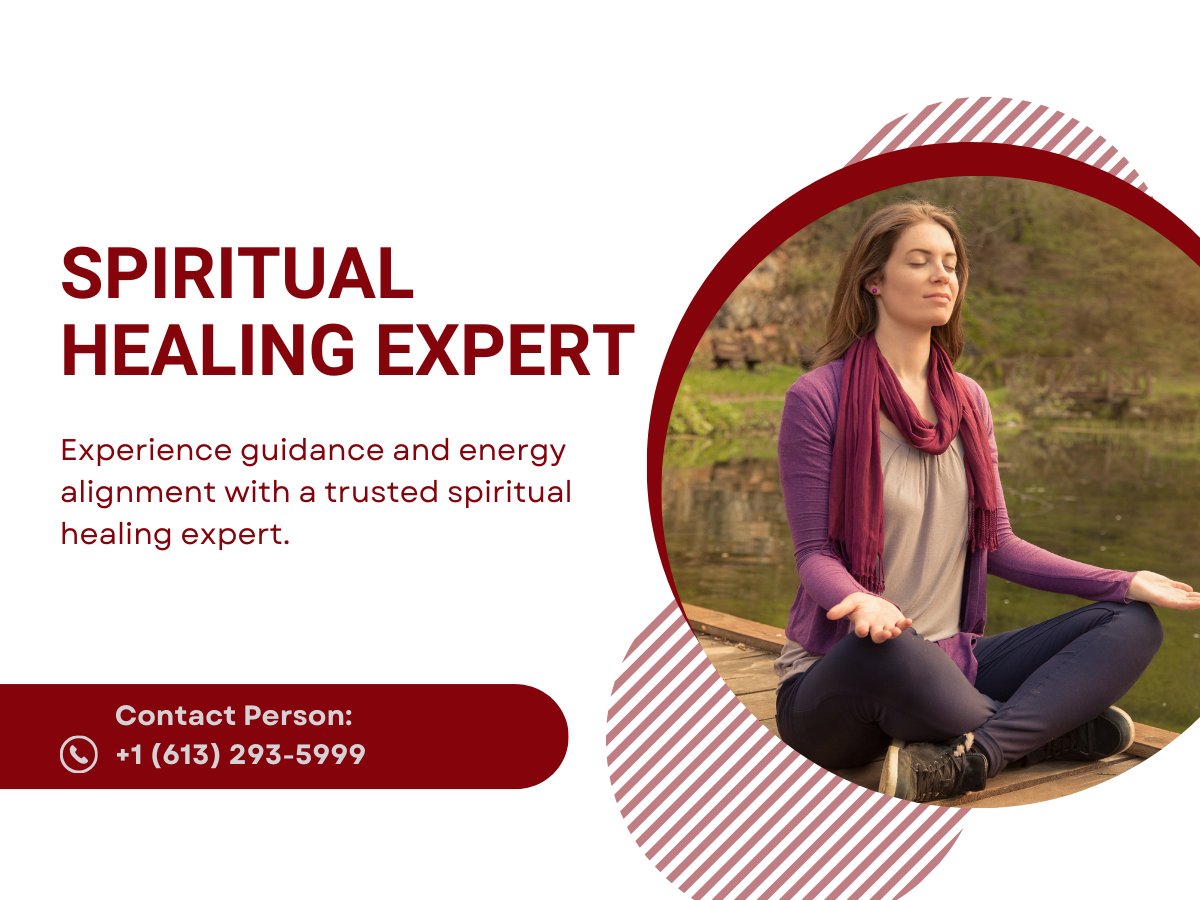 SPIRITUAL
HEALING EXPERT
Experience guidance and energy
alignment with a trusted spiritual
healing expert.
Contact Person:
+1 (613) 293-5999